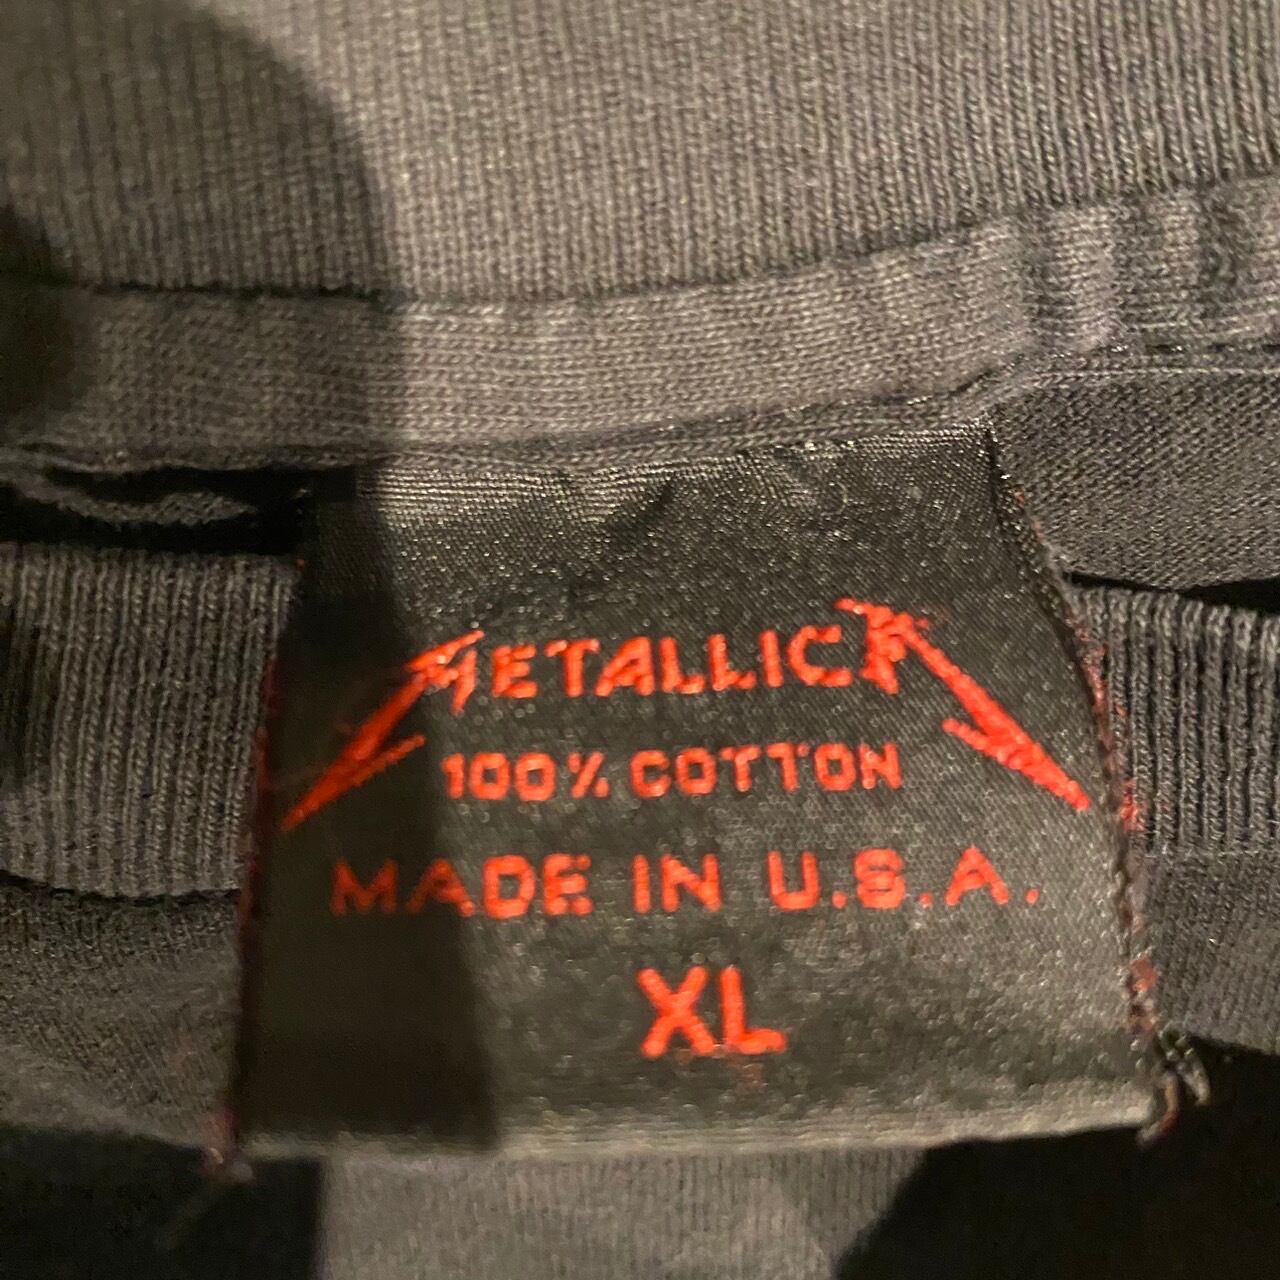 METALLICA
100% COTTON
MADE IN U.S.A.
XL